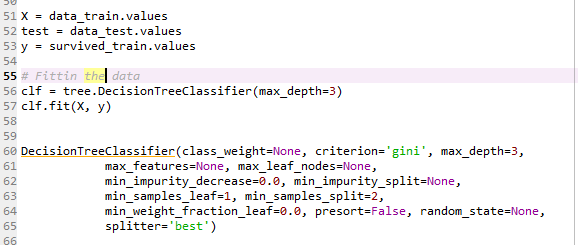 50
51 X = data_train.values
52 test = data_test.values
53 y = survived_train.values
54
55 # Fittin the data
56 clf = tree.DecisionTreeClassifier(max_depth=3)
57 clf.fit(X, y)
58
59
60 DecisionTreeClassifier(class_weight=None, criterion='gini', max_depth=3,
61 max_features=None, max_leaf_nodes=None,
62 min_impurity_decrease=0.0, min_impurity_split=None,
63 min_samples_leaf=1, min_samples_split=2,
64 min_weight_fraction_leaf=0.0, presort=False, random_state=None,
65 splitter='best')
66